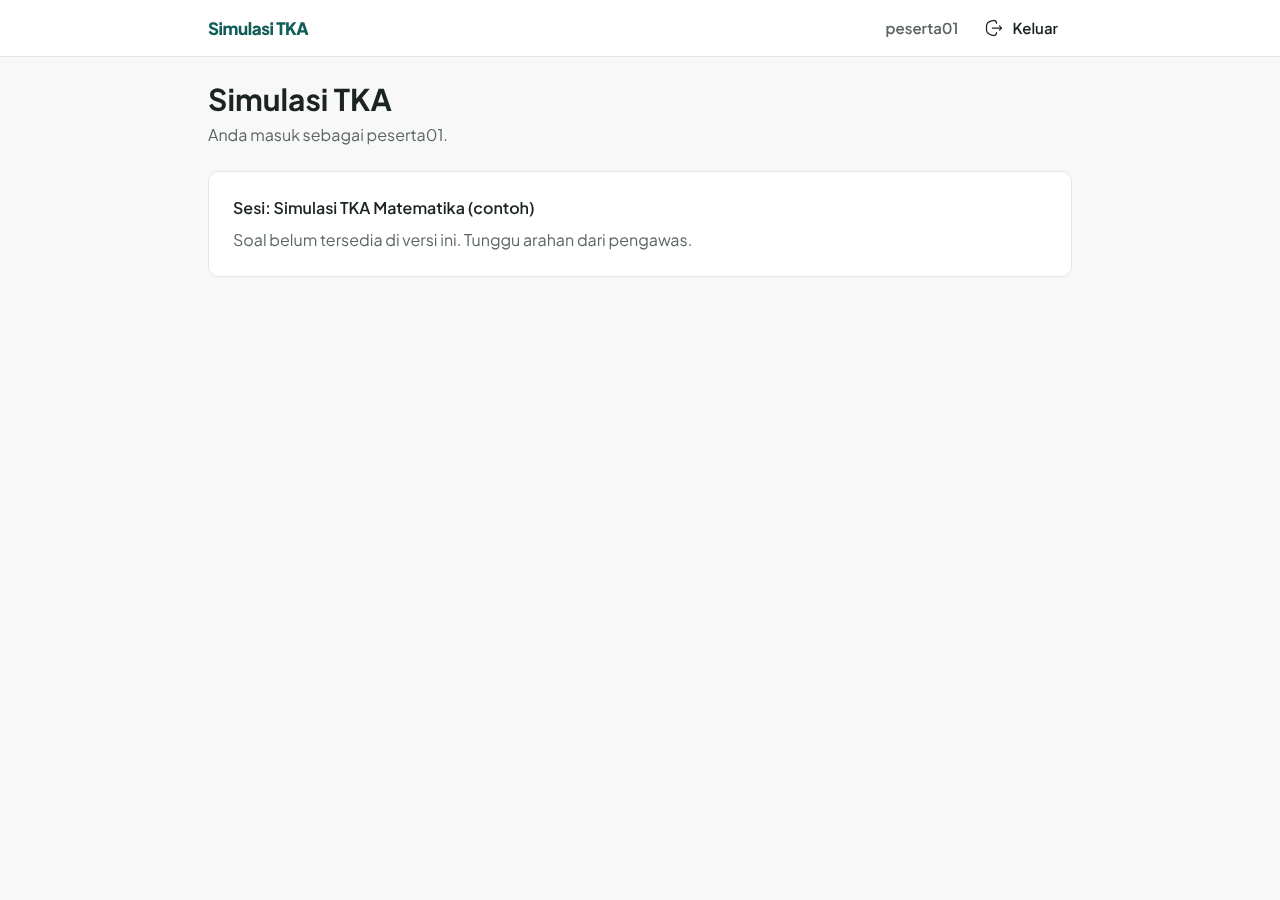 Simulasi TKA
peserta01
Keluar
Simulasi TKA
Anda masuk sebagai peserta01.
Sesi: Simulasi TKA Matematika (contoh)
Soal belum tersedia di versi ini. Tunggu arahan dari pengawas.